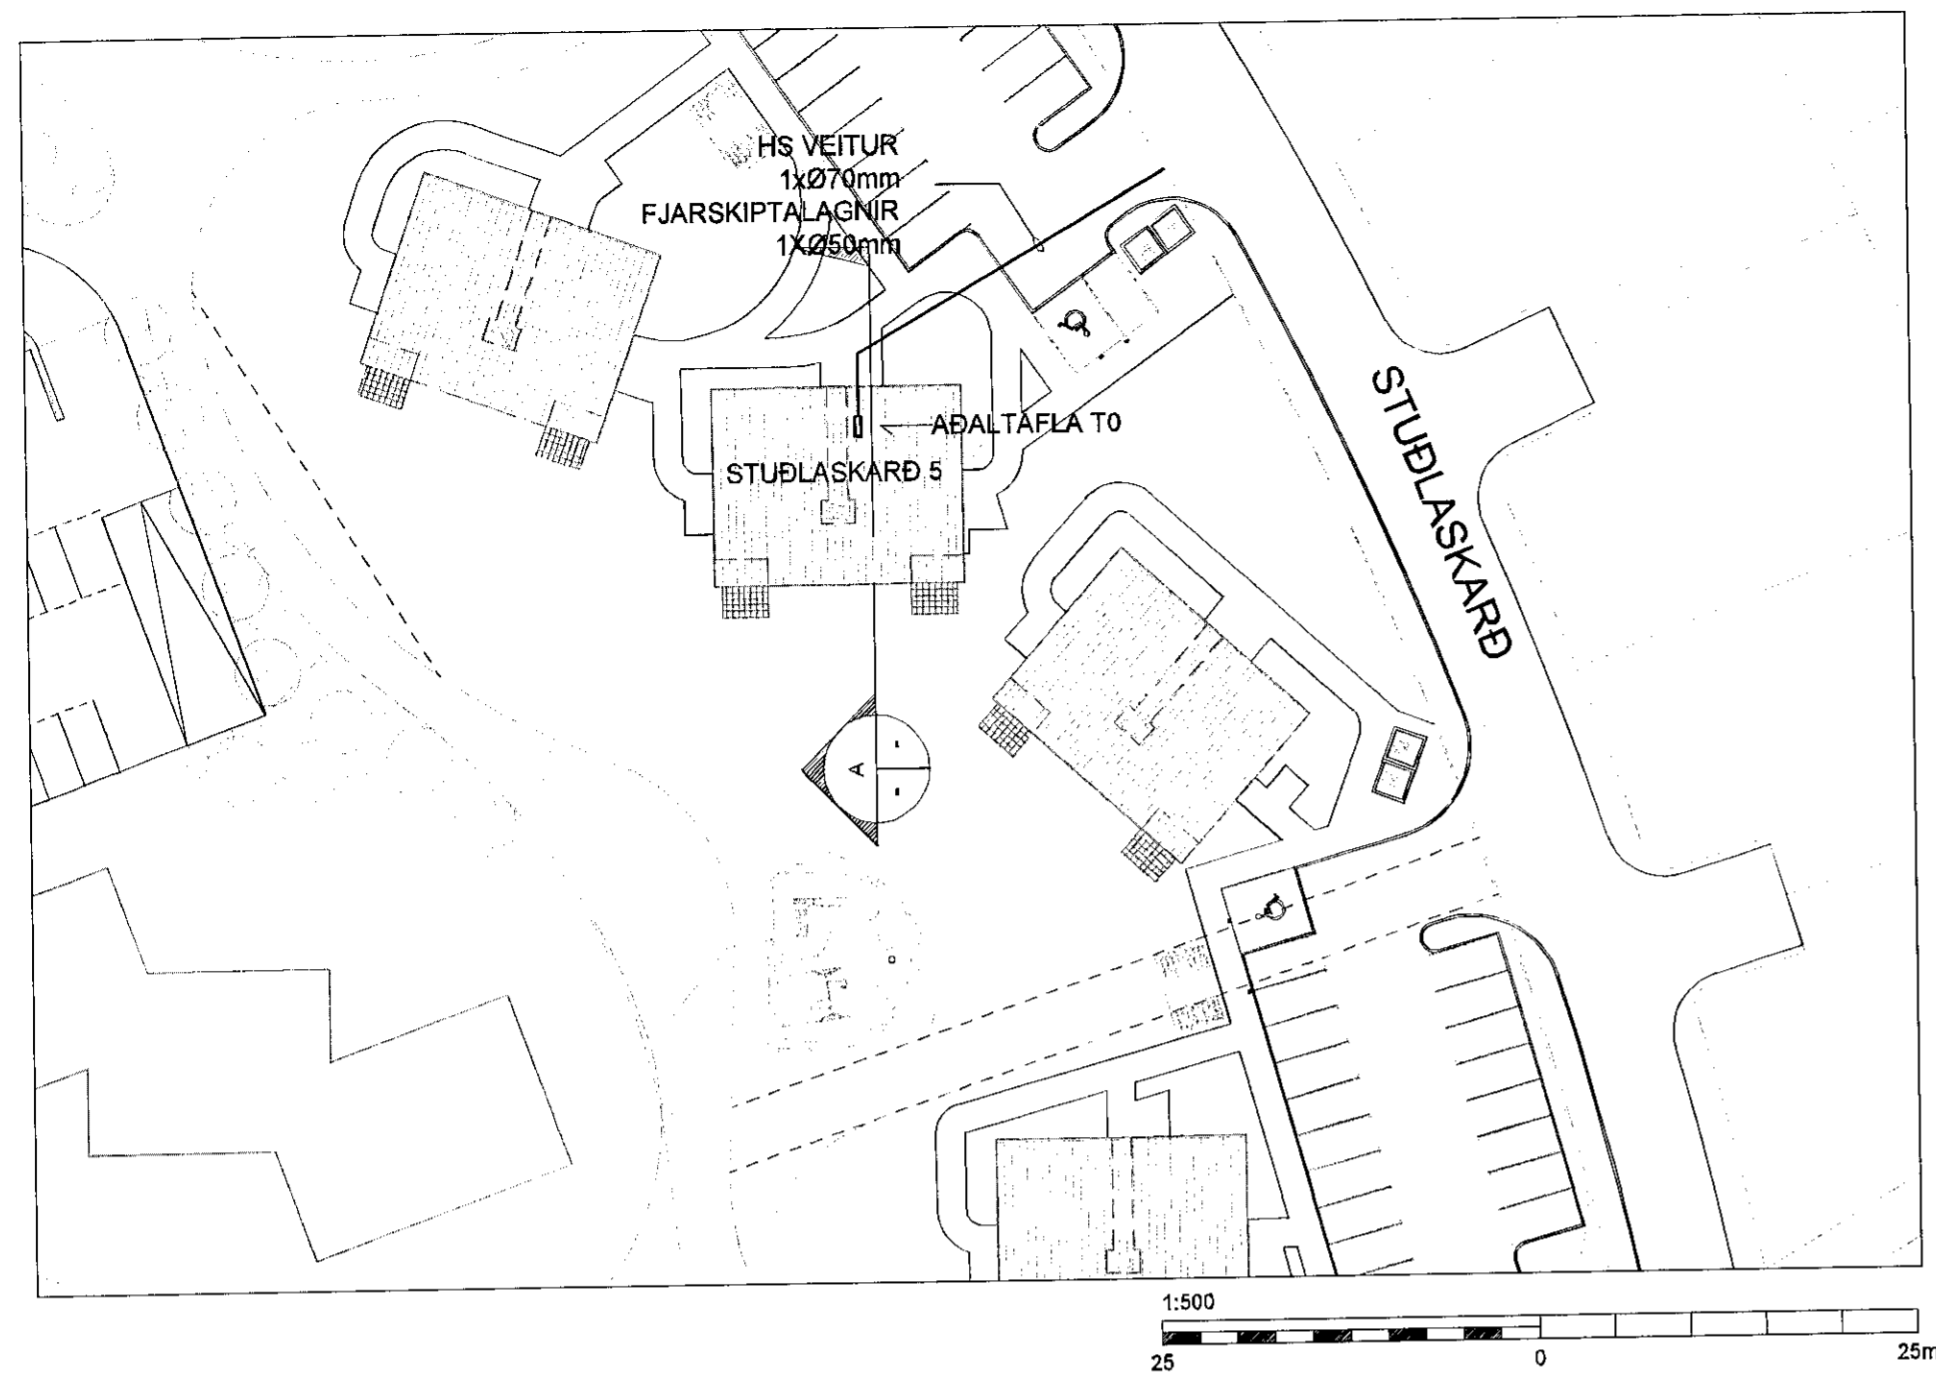 HS VEITUR
1xØ70mm
FJARSKIPTALAGNIR
1XØ50mm
AÐALTAFLA T0
STUÐLASKARÐ 5
STUÐLASKARÐ
A
1:500
25
0
25m